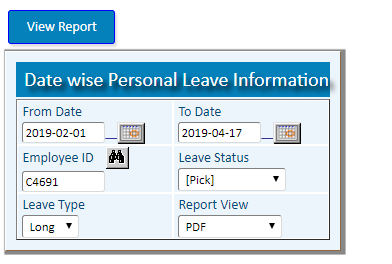 View Report
Date wise Personal Leave Information
From Date To Date
2019-02-01 2019-04-17
Employee ID Leave Status
C4691 [Pick]
Leave Type Report View
Long PDF